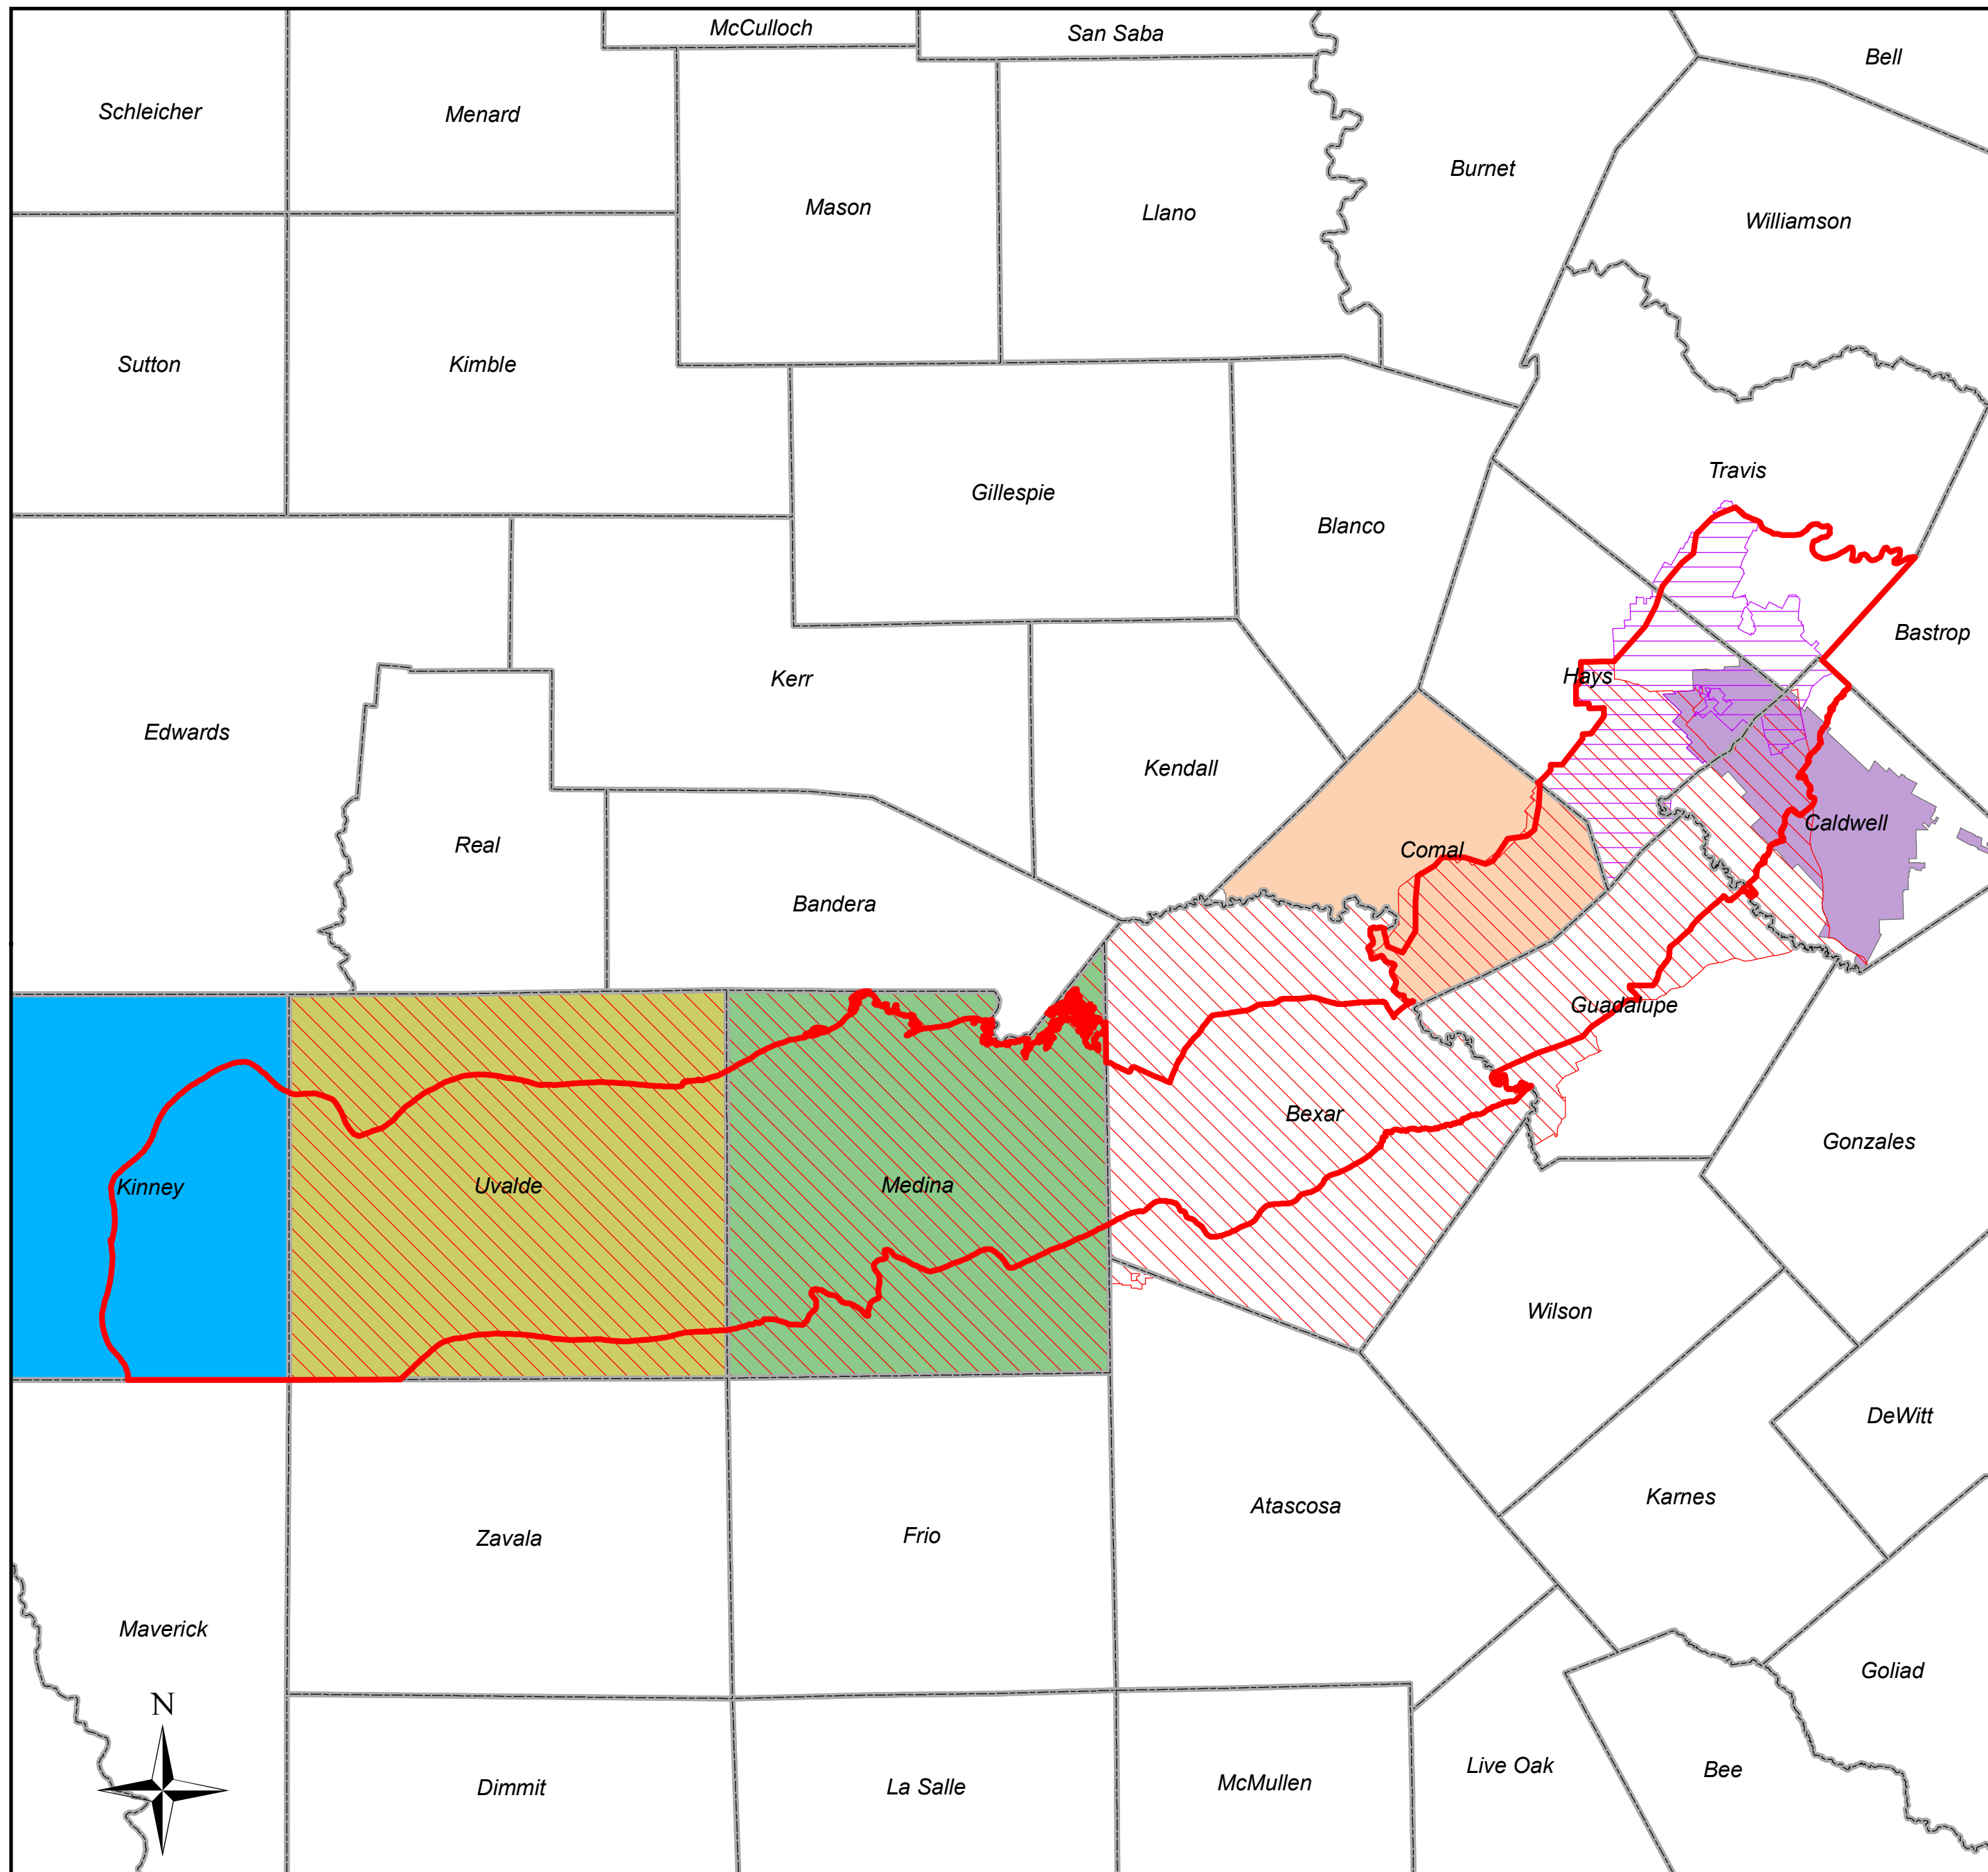 McCulloch
San Saba
Bell
Schleicher
Menard
Burnet
Mason
Llano
Williamson
Sutton
Kimble
Travis
Gillespie
Blanco
Bastrop
Hays
Kerr
Edwards
Kendall
Caldwell
Real
Comal
Bandera
Guadalupe
Bexar
Gonzales
Kinney
Uvalde
Medina
Wilson
DeWitt
Karnes
Atascosa
Zavala
Frio
Maverick
Goliad
N
Live Oak
Bee
Dimmit
La Salle
McMullen